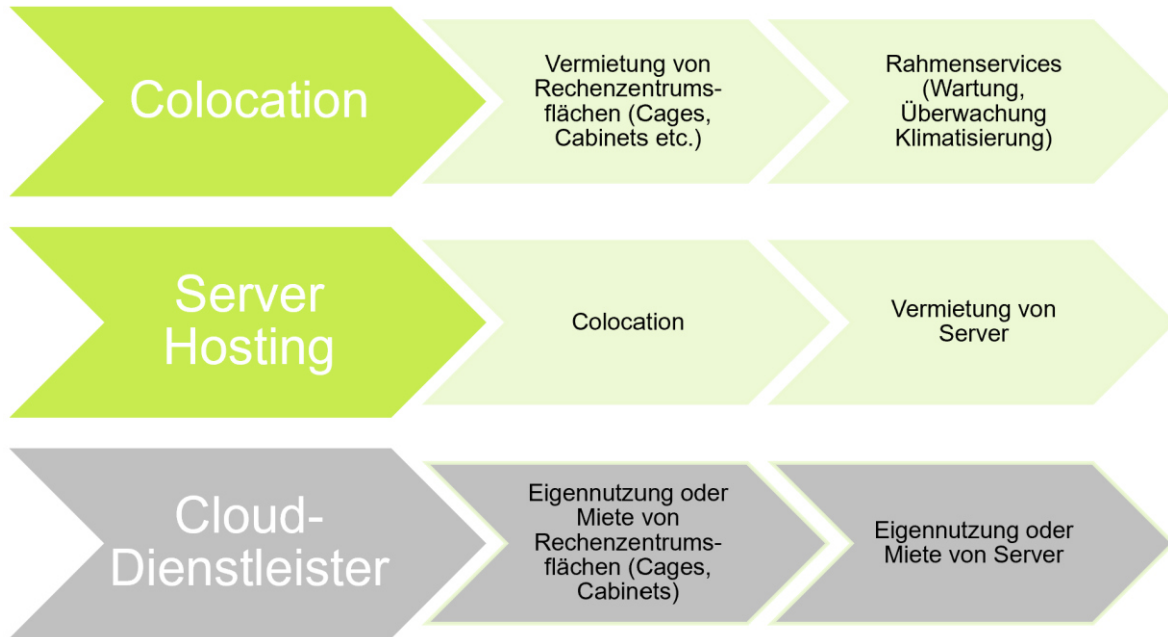 Colocation
Vermietung von
Rechenzentrums-
flächen (Cages,
Cabinets etc.)
Rahmenservices
(Wartung,
Überwachung
Klimatisierung)
Server
Hosting
Colocation
Vermietung von
Server
Cloud-
Dienstleister
Eigennutzung oder
Miete von
Rechenzentrums-
flächen (Cages,
Cabinets)
Eigennutzung oder
Miete von Server